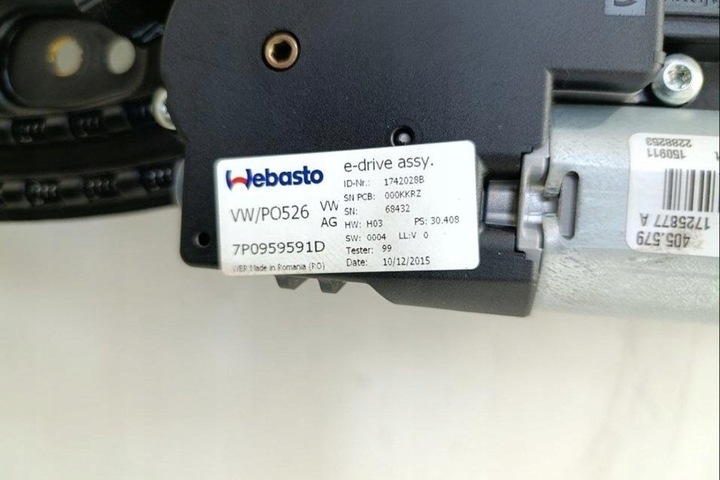 Webasto
e-drive assy.
ID-Nr.: 1742028B
SN PCB: 000KKRZ
VW/PO526 VW AG
SN: 68432
HW: H03 PS: 30.408
7P0959591D
SW: 0004 LL:V 0
Tester: 99
WBR Made in Romania (RO)
Date: 10/12/2015
150911
2288253
1725877 A
405.579